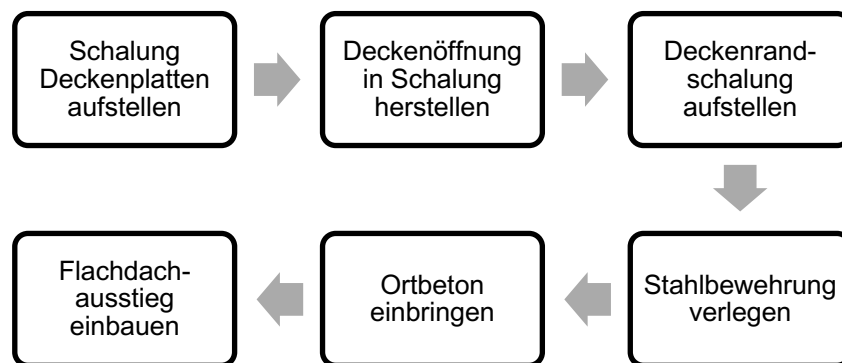 Schalung
Deckenplatten
aufstellen
Deckenöffnung
in Schalung
herstellen
Deckenrand-
schalung
aufstellen
Flachdach-
ausstieg
einbauen
Ortbeton
einbringen
Stahlbewehrung
verlegen